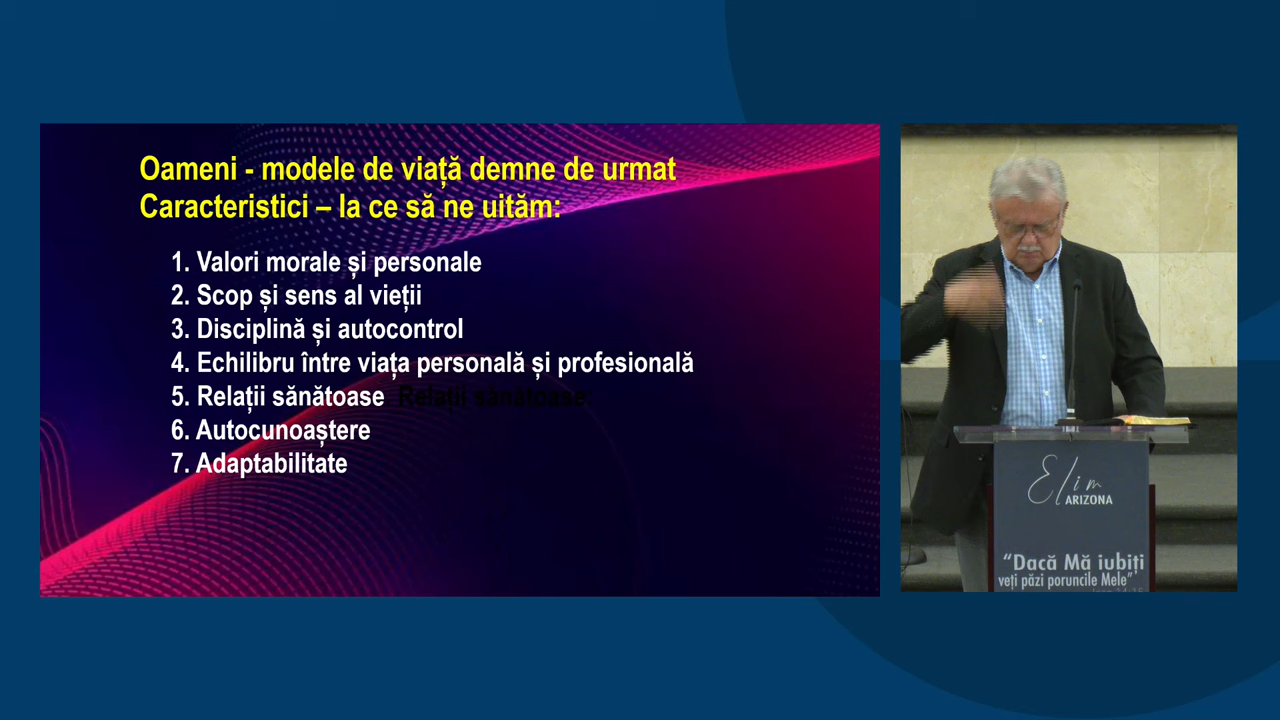 Oameni - modele de viață demne de urmat
Caracteristici – la ce să ne uităm:
1. Valori morale și personale
2. Scop și sens al vieții
3. Disciplină și autocontrol
4. Echilibru între viața personală și profesională
5. Relații sănătoase Relații sănătoase
6. Autocunoaștere
7. Adaptabilitate
Elim
ARIZONA
“Dacă Mă iubiți
veți păzi poruncile Mele”